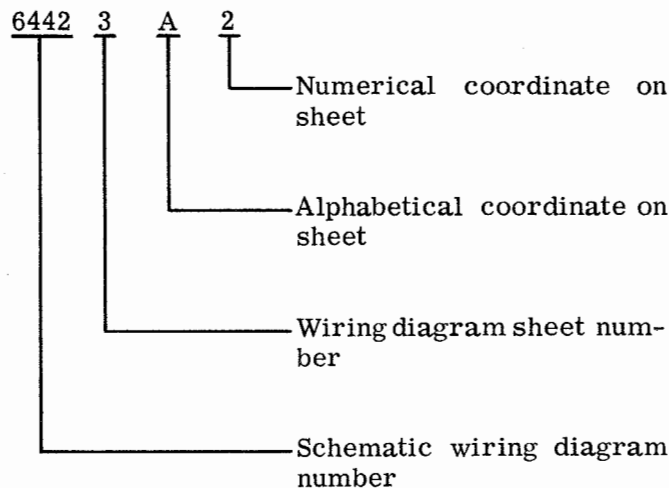 6442 3 A 2
Numerical coordinate on
sheet
Alphabetical coordinate on
sheet
Wiring diagram sheet num-
ber
Schematic wiring diagram
number